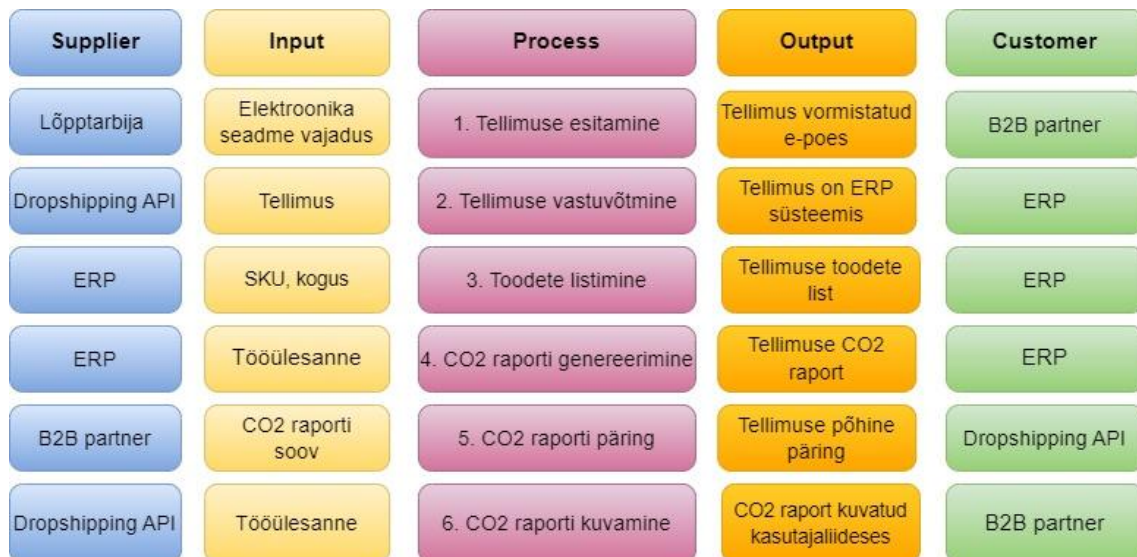 Supplier
Input
Process
Output
Customer
Lõpptarbija
Elektroonika
seadme vajadus
1. Tellimuse esitamine
Tellimus vormistatud
e-poes
B2B partner
Dropshipping API
Tellimus
2. Tellimuse vastuvõtmine
Tellimus on ERP
süsteemis
ERP
ERP
SKU, kogus
3. Toodete listimine
Tellimuse toodete
list
ERP
ERP
Tööülesanne
4. CO2 raporti genereerimine
Tellimuse CO2
raport
ERP
B2B partner
CO2 raporti
soov
5. CO2 raporti päring
Tellimuse põhine
päring
Dropshipping API
Dropshipping API
Tööülesanne
6. CO2 raporti kuvamine
CO2 raport kuvatud
kasutajaliideses
B2B partner